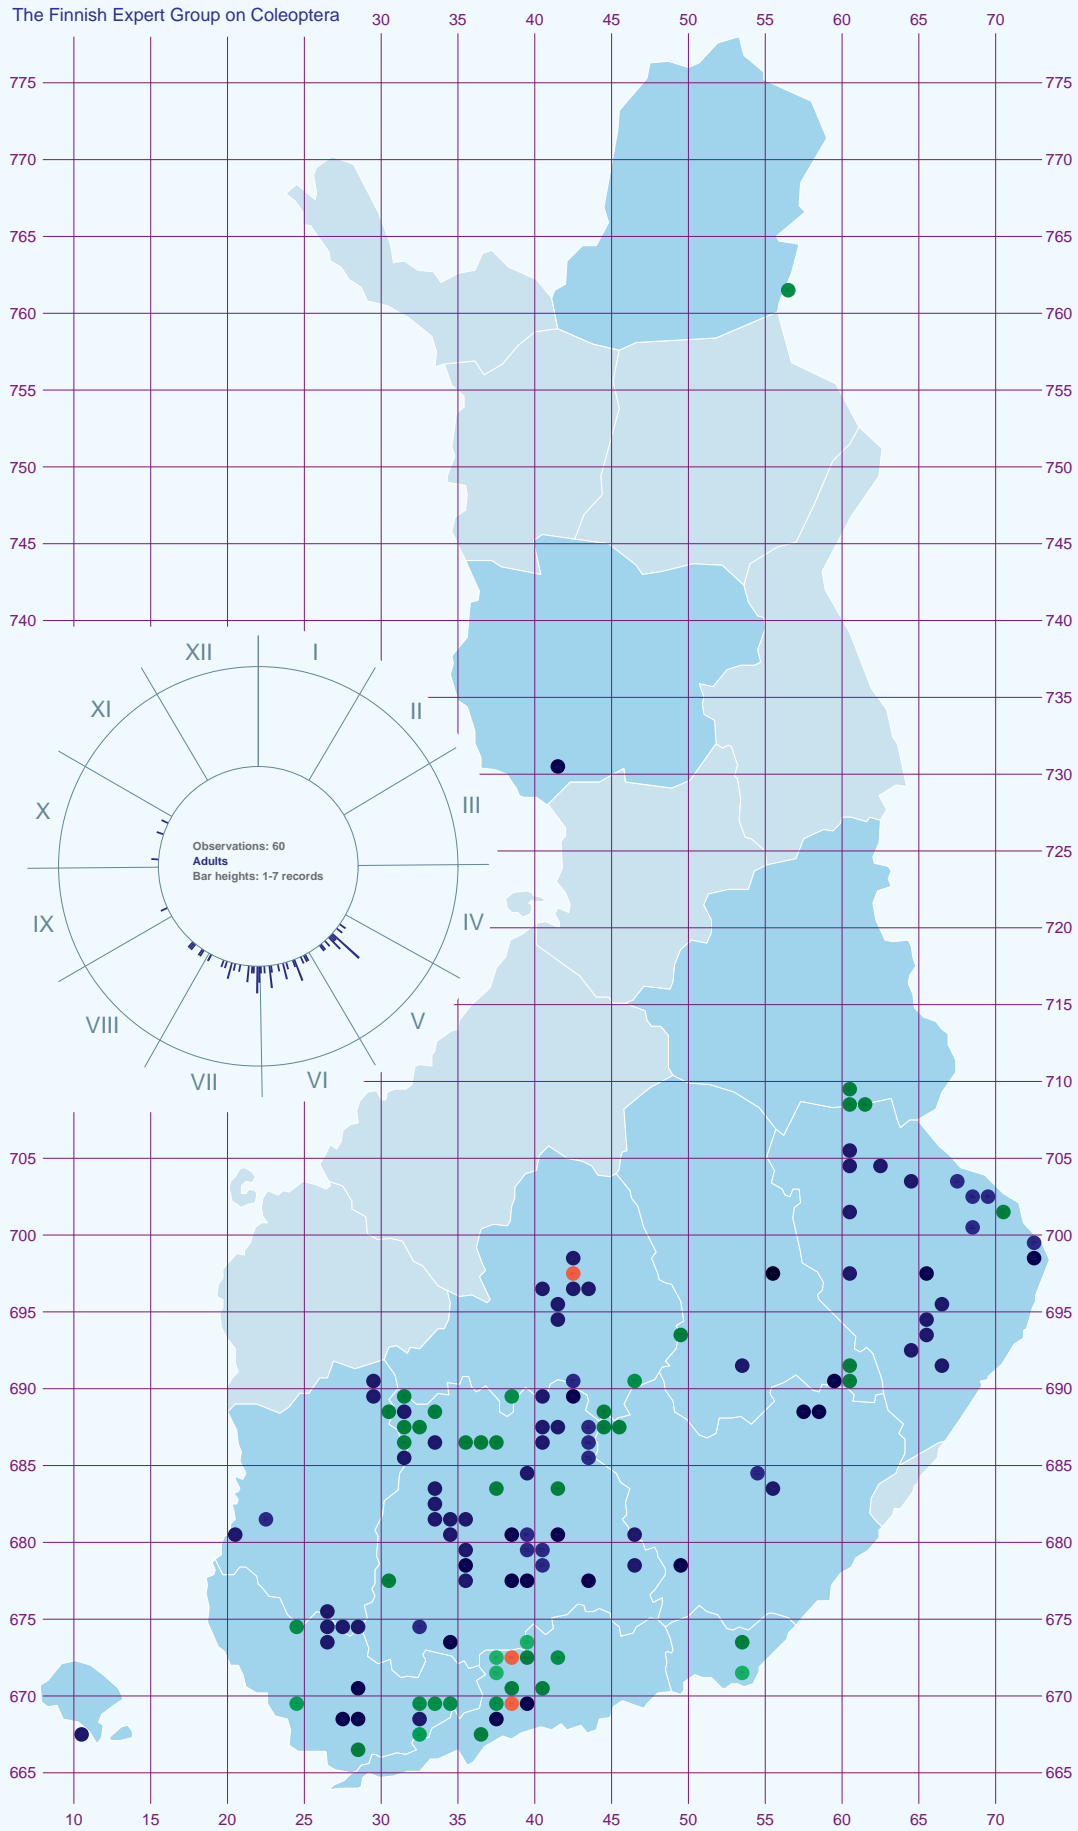 The Finnish Expert Group on Coleoptera
30 35 40 45 50 55 60 65 70
775 775
770 770
765 765
760 760
755 755
750 750
745 745
740 740
XII I
XI II
735
730
X III
Observations: 60
Adults
Bar heights: 1-7 records
725
IX IV
720
VIII V
715
VII VI
710
705 705
700 700
695 695
690 690
685 685
680 680
675 675
670 670
665 665
10 15 20 25 30 35 40 45 50 55 60 65 70